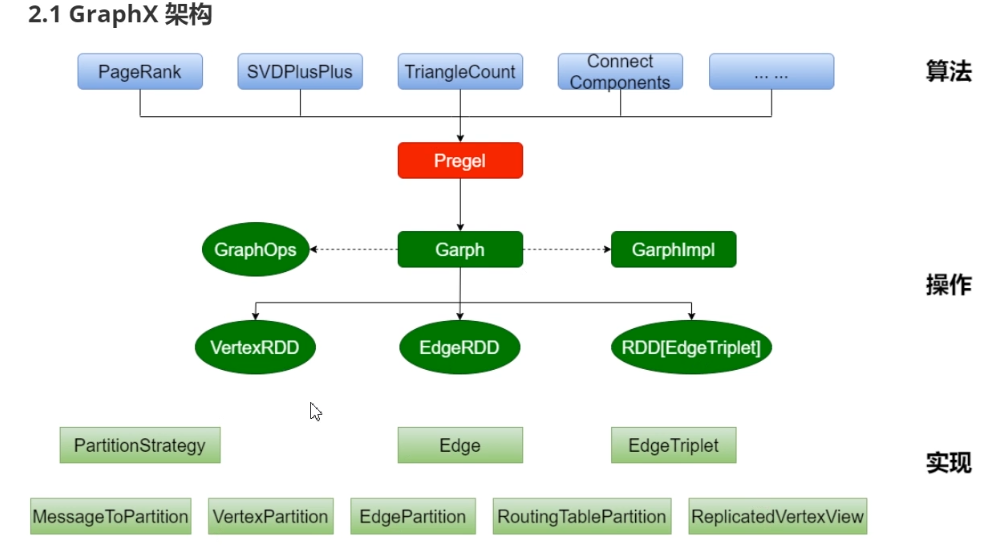 2.1 GraphX 架构
PageRank
SVDPlusPlus
TriangleCount
Connect
Components
... ...
算法
Pregel
GraphOps
Garph
GarphImpl
操作
VertexRDD
EdgeRDD
RDD[EdgeTriplet]
PartitionStrategy
Edge
EdgeTriplet
实现
MessageToPartition
VertexPartition
EdgePartition
RoutingTablePartition
ReplicatedVertexView